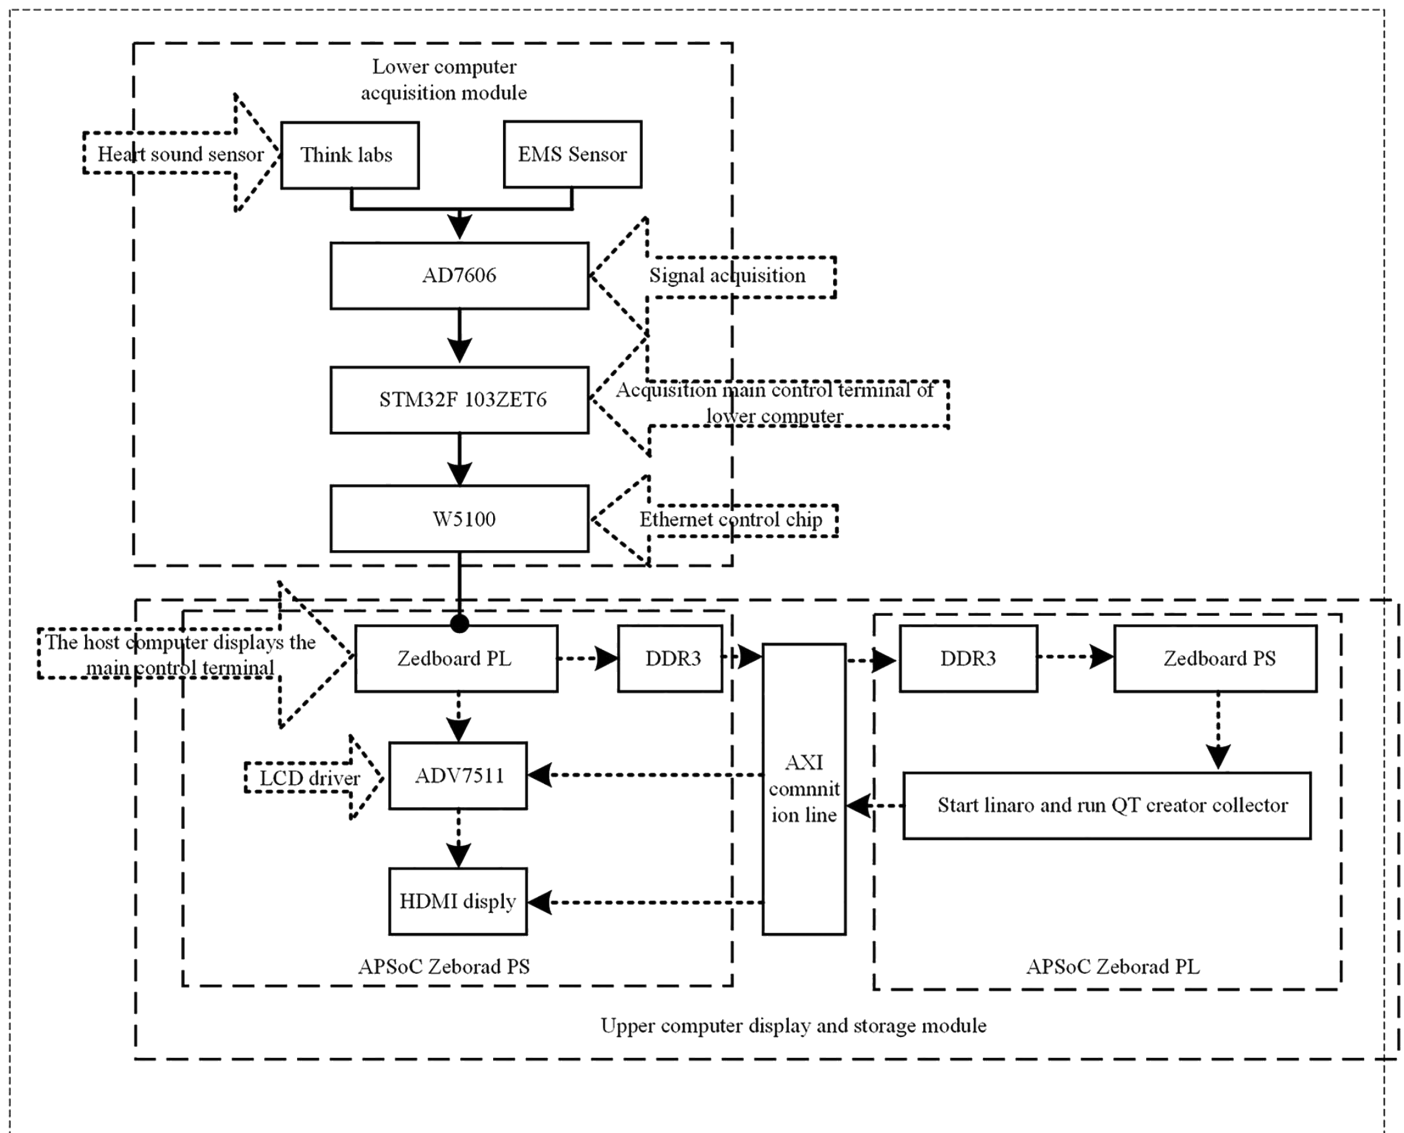 Lower computer
acquisition module
Heart sound sensor
Think labs
EMS Sensor
AD7606
Signal acquisition
STM32F 103ZET6
Acquisition main control terminal of
lower computer
W5100
Ethernet control chip
The host computer displays the
main control terminal
Zedboard PL
DDR3
DDR3
Zedboard PS
LCD driver
ADV7511
AXI
comnnit
ion line
Start linaro and run QT creator collector
HDMI disply
APSoC Zeborad PS
APSoC Zeborad PL
Upper computer display and storage module